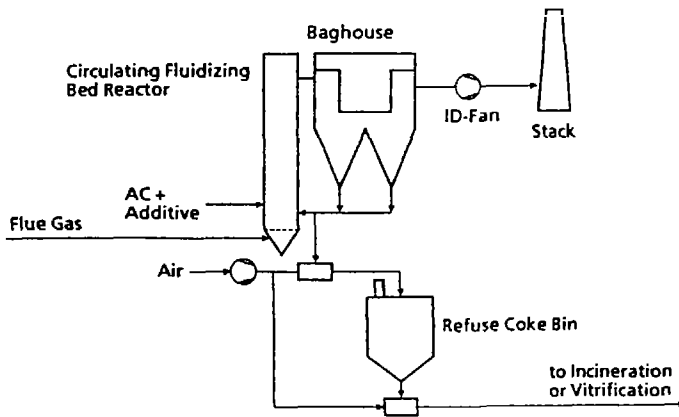 Baghouse
Circulating Fluidizing
Bed Reactor
ID-Fan
Stack
AC +
Additive
Flue Gas
Air
Refuse Coke Bin
to Incineration
or Vitrification